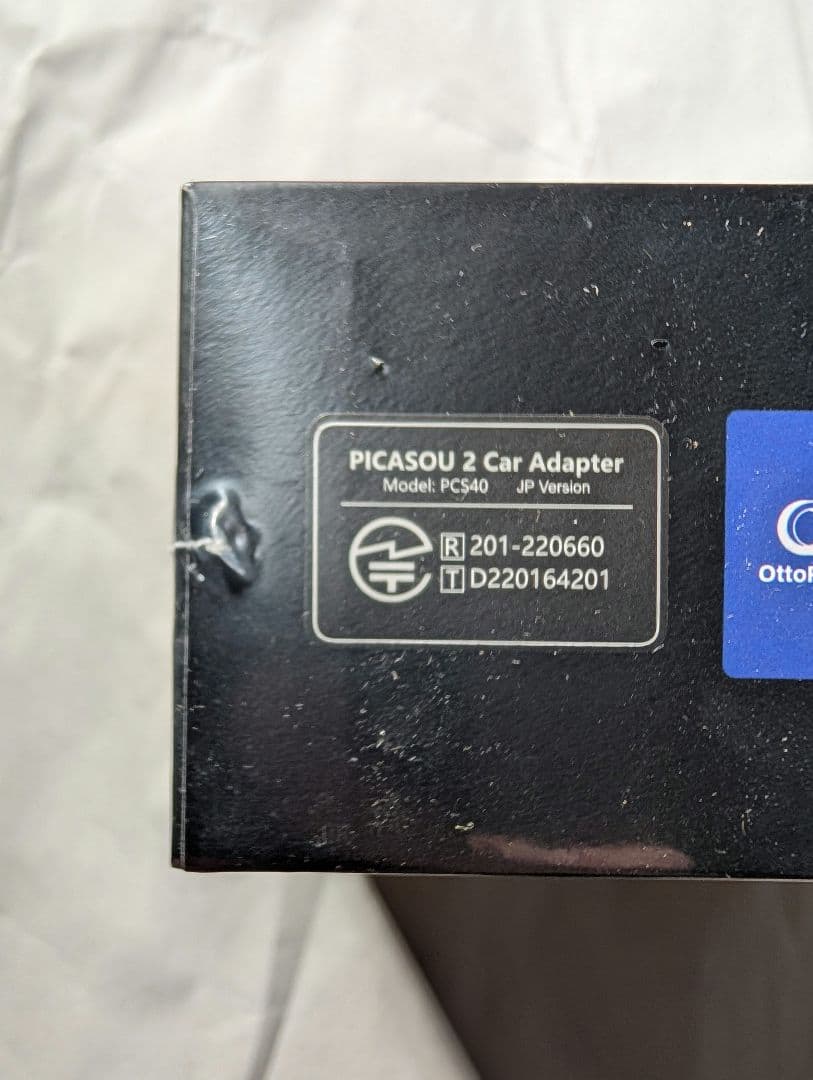 PICASOU 2 Car Adapter
Model: PCS40 JP Version
R 201-220660
T D220164201